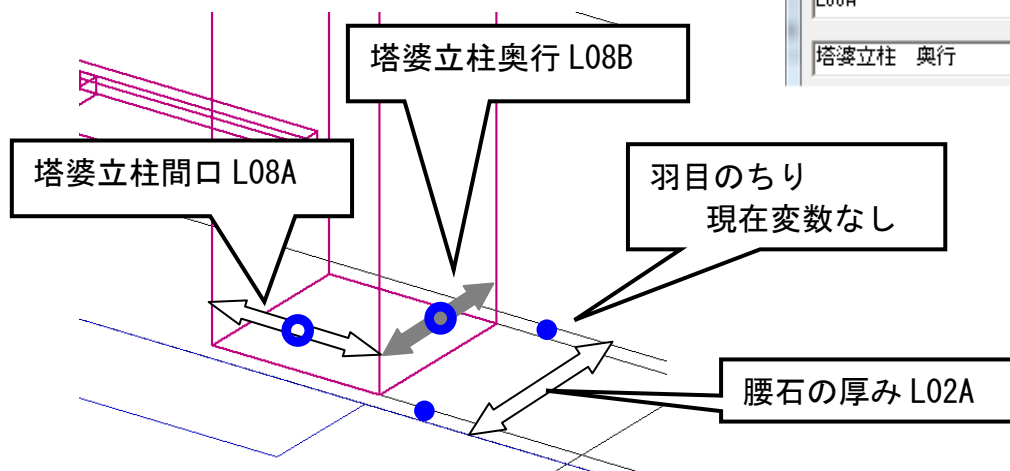 塔婆立柱　奥行
塔婆立柱奥行 L08B
塔婆立柱間口 L08A
羽目のちり
現在変数なし
腰石の厚み L02A